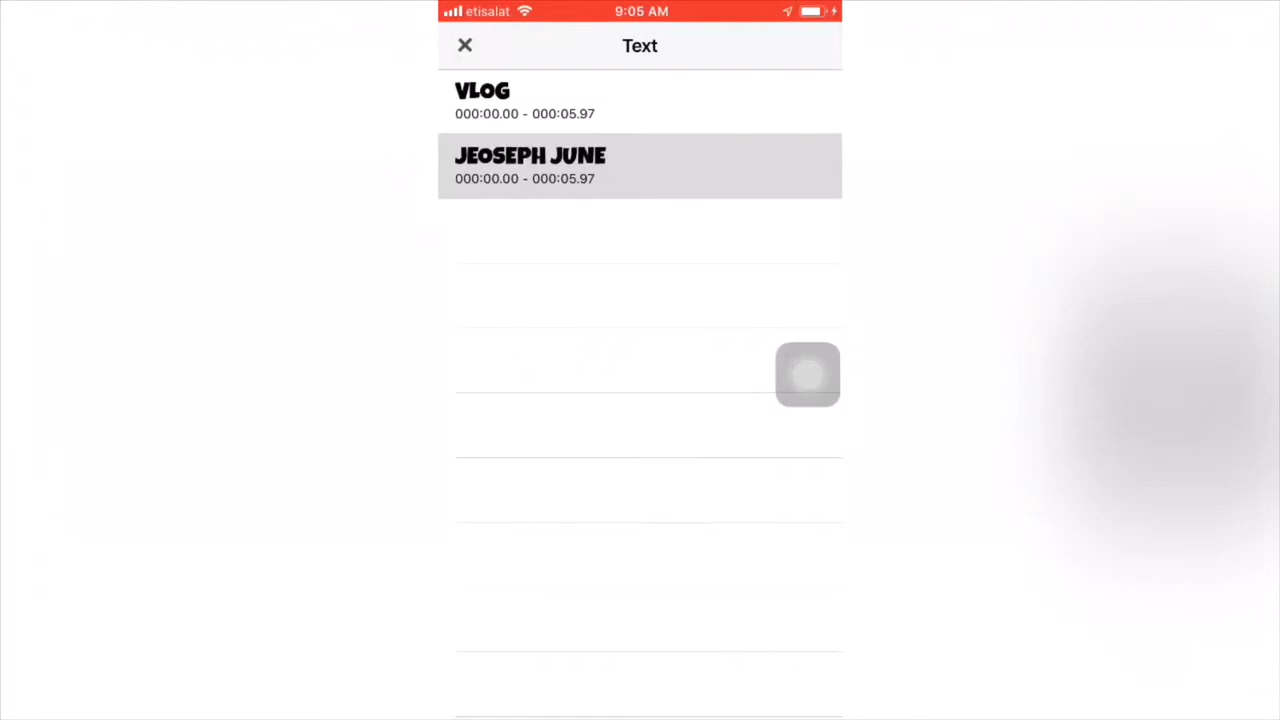 etisalat
9:05 AM
Text
VLOG
000:00.00 - 000:05.97
JEOSEPH JUNE
000:00.00 - 000:05.97